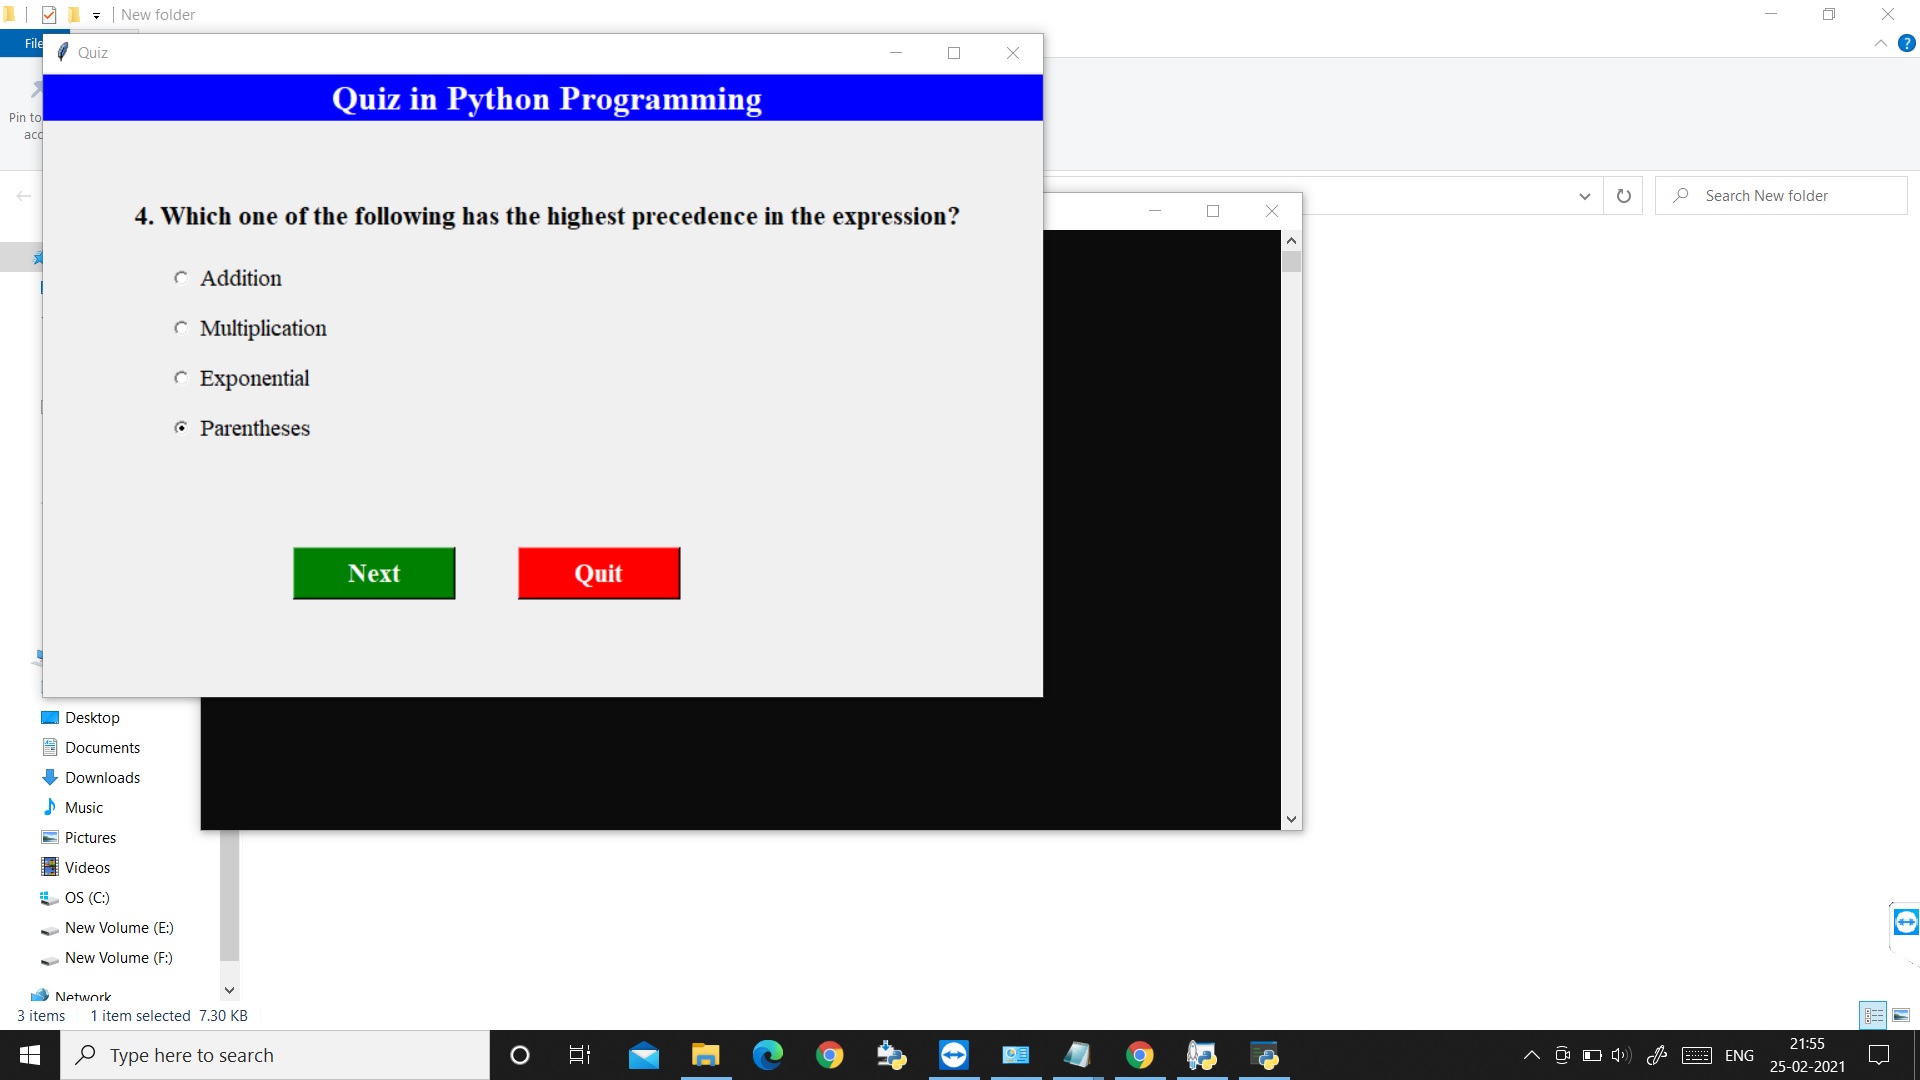 New folder
File
Quiz
Quiz in Python Programming
Pin to
acc
Search New folder
4. Which one of the following has the highest precedence in the expression?
Addition
Multiplication
Exponential
Parentheses
Next
Quit
Desktop
Documents
Downloads
Music
Pictures
Videos
OS (C:)
New Volume (E:)
New Volume (F:)
Network
3 items
1 item selected 7.30 KB
Type here to search
ENG
21:55
25-02-2021